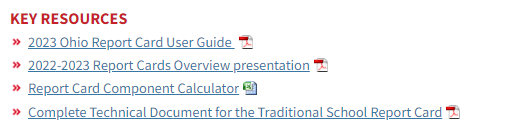 KEY RESOURCES
2023 Ohio Report Card User Guide
2022-2023 Report Cards Overview presentation
Report Card Component Calculator
Complete Technical Document for the Traditional School Report Card